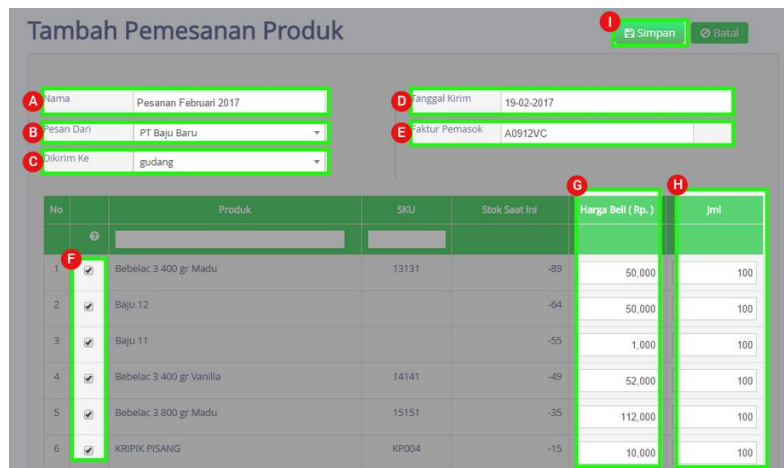 Tambah Pemesanan Produk
I Simpan Batal
A Nama Pesanan Februari 2017
D Tanggal Kirim 19-02-2017
B Pesan Dari PT Baju Baru
E Faktur Pemasok A0912VC
C Dikirim Ke gudang
G H
No Produk SKU Stok Saat Ini Harga Beli ( Rp. ) Jml
?
F
1 Bebelac 3 400 gr Madu 13131 -89 50,000 100
2 Baju 12 -64 50,000 100
3 Baju 11 -55 1,000 100
4 Bebelac 3 400 gr Vanilla 14141 -49 52,000 100
5 Bebelac 3 800 gr Madu 15151 -35 112,000 100
6 KRIPIK PISANG KP004 -15 10,000 100